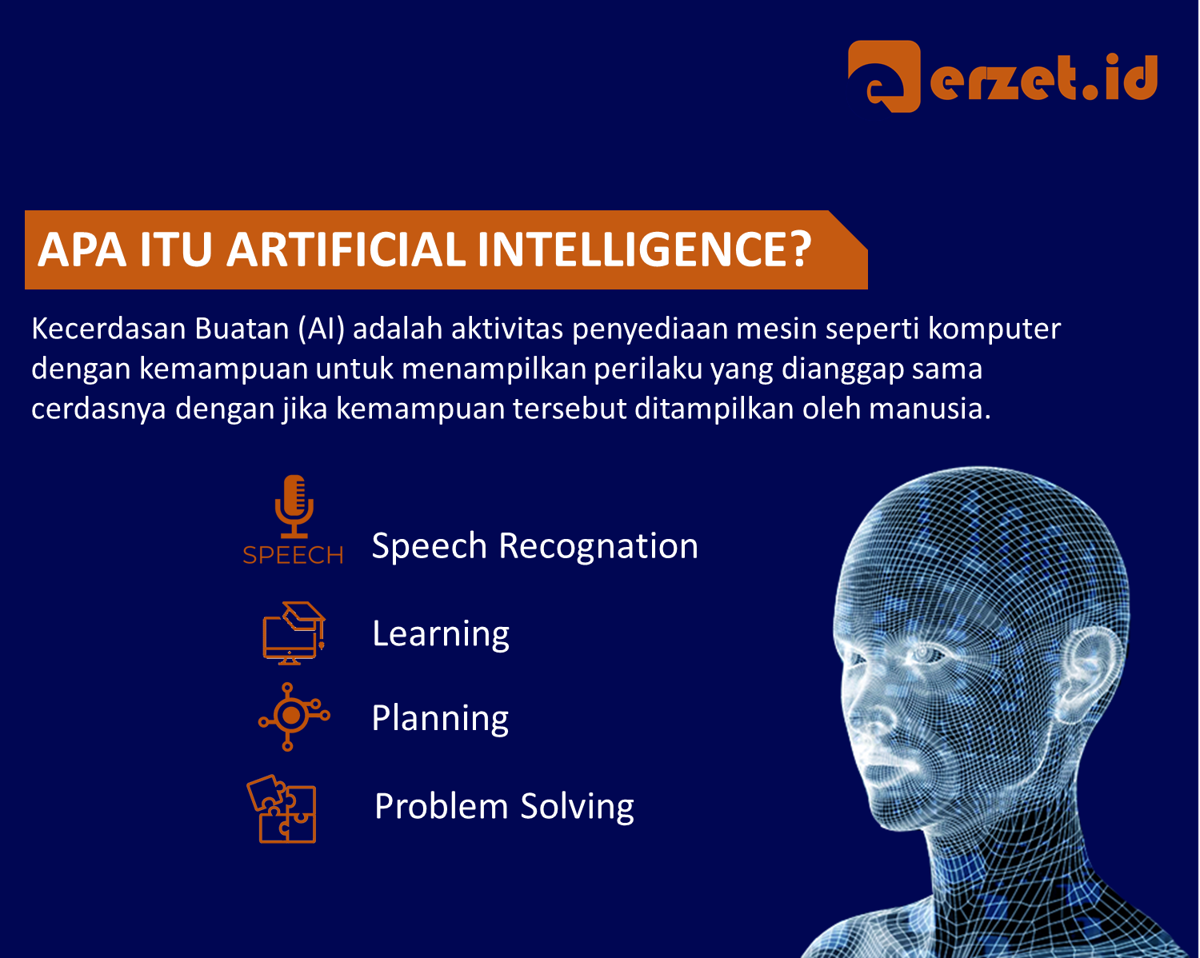 erzet.id
APA ITU ARTIFICIAL INTELLIGENCE?
Kecerdasan Buatan (AI) adalah aktivitas penyediaan mesin seperti komputer
dengan kemampuan untuk menampilkan perilaku yang dianggap sama
cerdasnya dengan jika kemampuan tersebut ditampilkan oleh manusia.
SPEECH
Speech Recognation
Learning
Planning
Problem Solving